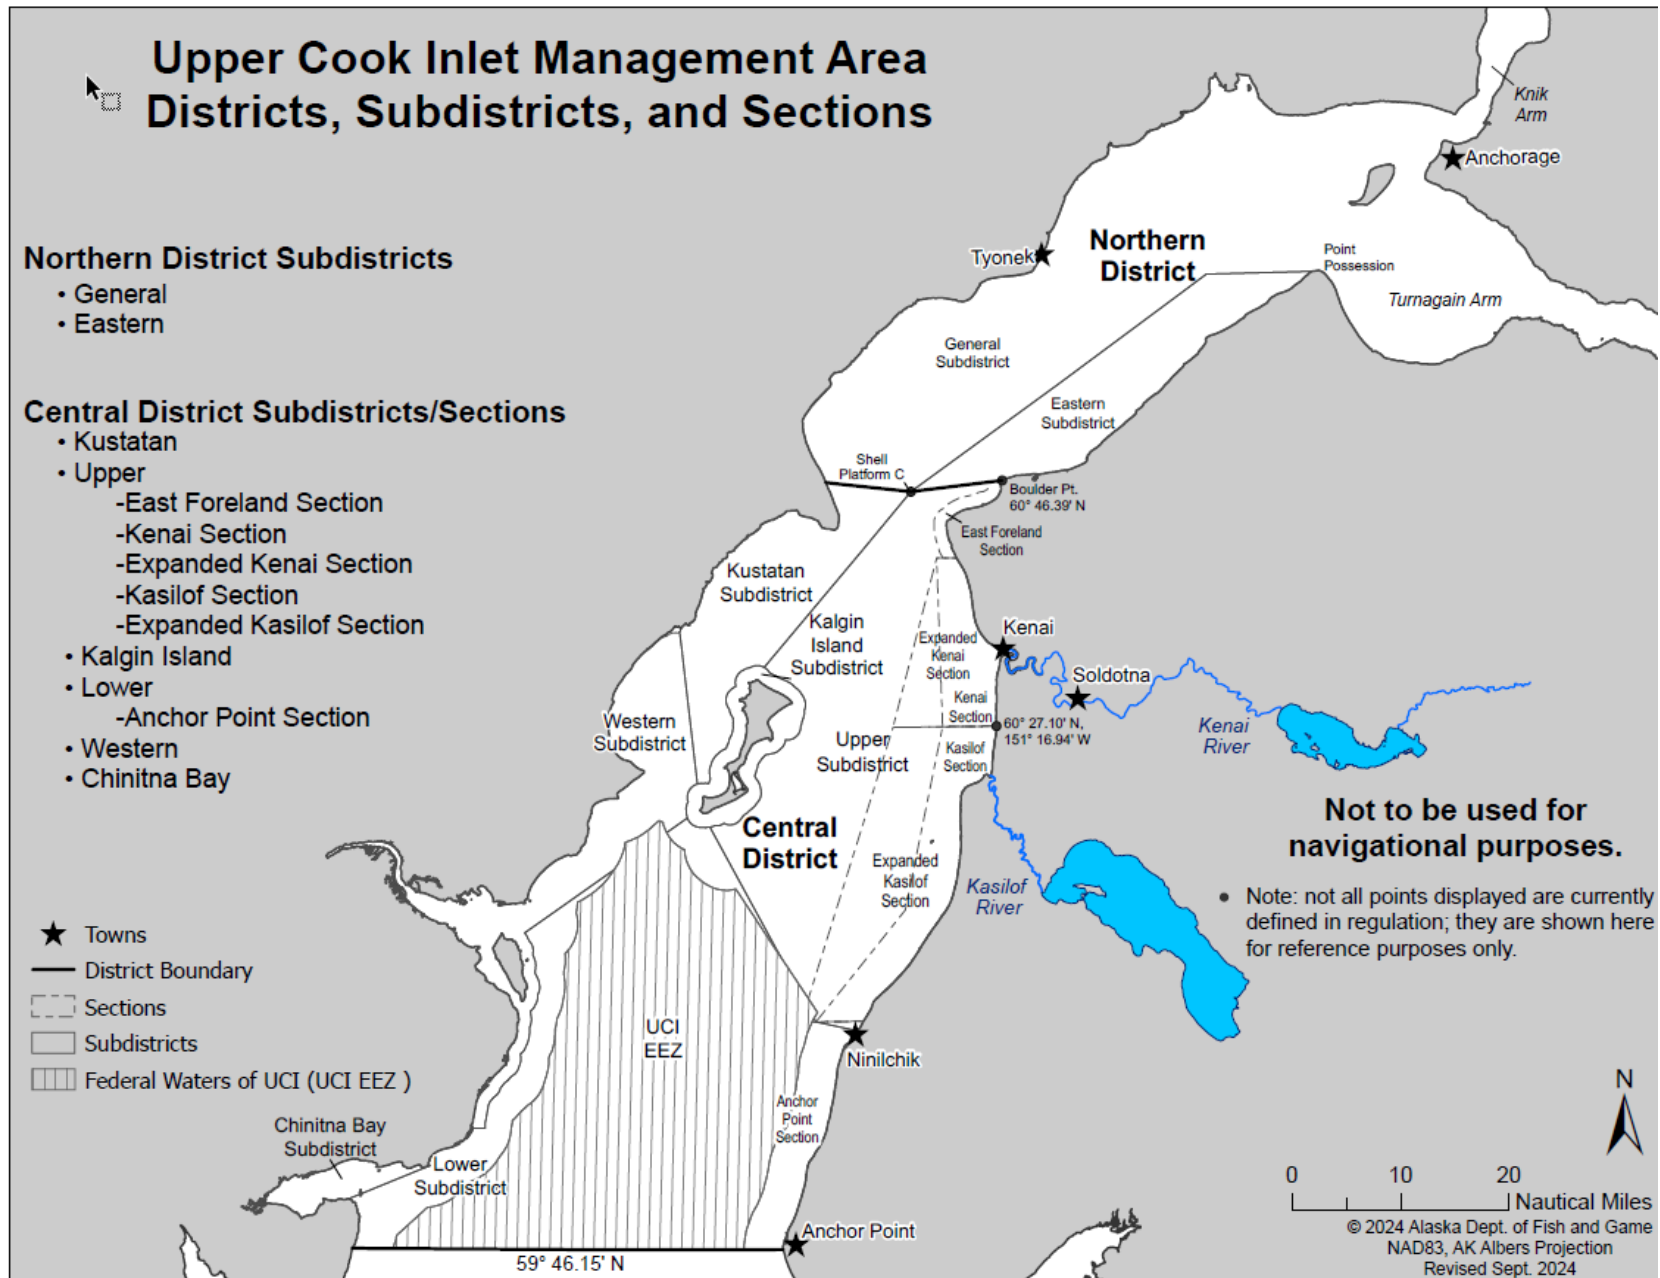 Upper Cook Inlet Management Area
Districts, Subdistricts, and Sections
Knik
Arm
Anchorage
Northern District Subdistricts
• General
• Eastern
Tyonek
Northern
District
Point
Possession
Turnagain Arm
General
Subdistrict
Eastern
Subdistrict
Central District Subdistricts/Sections
• Kustatan
• Upper
-East Foreland Section
-Kenai Section
-Expanded Kenai Section
-Kasilof Section
-Expanded Kasilof Section
• Kalgin Island
• Lower
-Anchor Point Section
• Western
• Chinitna Bay
Shell
Platform C
Boulder Pt.
60° 46.39' N
East Foreland
Section
Kustatan
Subdistrict
Kalgin
Island
Subdistrict
Expanded
Kenai
Section
Kenai
Soldotna
Kenai
Section
60° 27.10' N,
151° 16.94' W
Kenai
River
Western
Subdistrict
Upper
Subdistrict
Kasilof
Section
Central
District
Expanded
Kasilof
Section
Kasilof
River
Not to be used for
navigational purposes.
• Note: not all points displayed are currently
defined in regulation; they are shown here
for reference purposes only.
Towns
District Boundary
Sections
Subdistricts
Federal Waters of UCI (UCI EEZ )
UCI
EEZ
Ninilchik
Anchor
Point
Section
Chinitna Bay
Subdistrict
Lower
Subdistrict
Anchor Point
59° 46.15' N
N
0 10 20
Nautical Miles
© 2024 Alaska Dept. of Fish and Game
NAD83, AK Albers Projection
Revised Sept. 2024